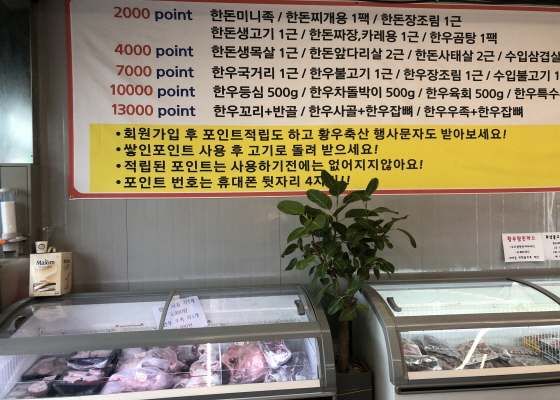 2000 point 한돈미니족 / 한돈찌개용 1팩 / 한돈장조림 1근
한돈생고기 1근 / 한돈짜장,카레용 1근 / 한우곰탕 1팩
4000 point 한돈생목살 1근 / 한돈앞다리살 2근 / 한돈사태살 2근 / 수입삼겹살
7000 point 한우국거리 1근 / 한우불고기 1근 / 한우장조림 1근 / 수입불고기
10000 point 한우등심 500g / 한우차돌박이 500g / 한우육회 500g / 한우특수
13000 point 한우꼬리+반골 / 한우사골+한우잡뼈 / 한우우족+한우잡뼈
• 회원가입 후 포인트적립도 하고 황우축산 행사문자도 받아보세요!
• 쌓인포인트 사용 후 고기로 돌려 받으세요!
• 적립된 포인트는 사용하기전에는 없어지지않아요!
• 포인트 번호는 휴대폰 뒷자리 4자
Maxim